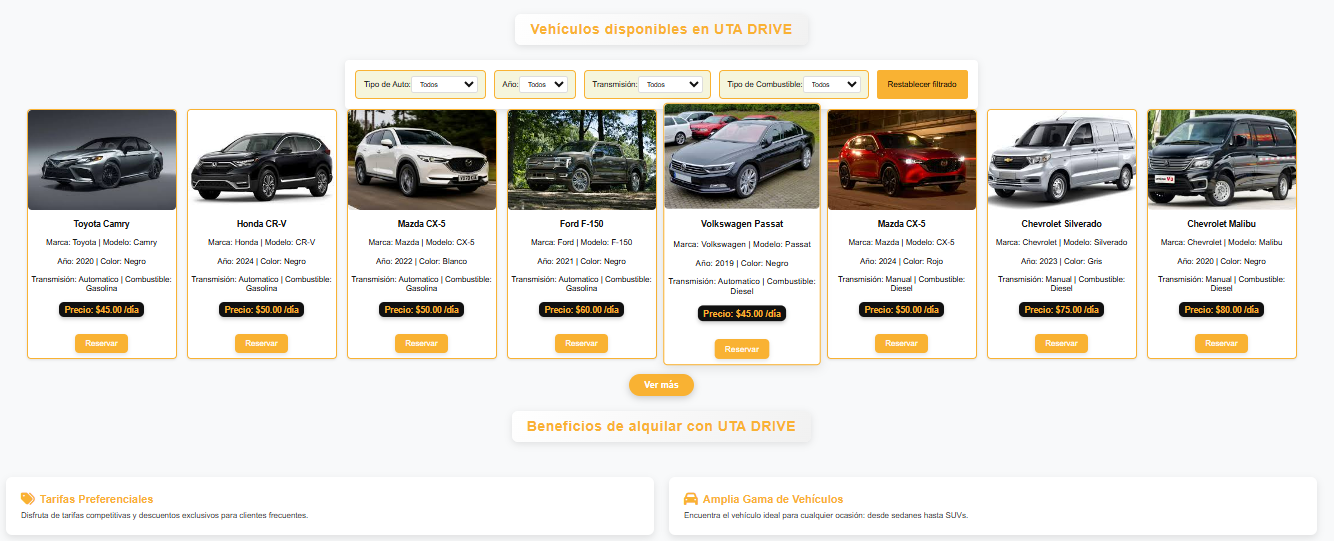 Vehículos disponibles en UTA DRIVE
Tipo de Auto: Todos Año: Todos Transmisión: Todos Tipo de Combustible: Todos Restablecer filtrado
Toyota Camry
Marca: Toyota | Modelo: Camry
Año: 2020 | Color: Negro
Transmisión: Automatico | Combustible:
Gasolina
Precio: $45.00 /día
Reservar
Honda CR-V
Marca: Honda | Modelo: CR-V
Año: 2024 | Color: Negro
Transmisión: Automatico | Combustible:
Gasolina
Precio: $50.00 /día
Reservar
Mazda CX-5
Marca: Mazda | Modelo: CX-5
Año: 2022 | Color: Blanco
Transmisión: Automatico | Combustible:
Gasolina
Precio: $50.00 /día
Reservar
Ford F-150
Marca: Ford | Modelo: F-150
Año: 2021 | Color: Negro
Transmisión: Automatico | Combustible:
Gasolina
Precio: $60.00 /día
Reservar
Volkswagen Passat
Marca: Volkswagen | Modelo: Passat
Año: 2019 | Color: Negro
Transmisión: Automatico | Combustible:
Diesel
Precio: $45.00 /día
Reservar
Mazda CX-5
Marca: Mazda | Modelo: CX-5
Año: 2024 | Color: Rojo
Transmisión: Manual | Combustible:
Diesel
Precio: $50.00 /día
Reservar
Chevrolet Silverado
Marca: Chevrolet | Modelo: Silverado
Año: 2023 | Color: Gris
Transmisión: Manual | Combustible:
Diesel
Precio: $75.00 /día
Reservar
Chevrolet Malibu
Marca: Chevrolet | Modelo: Malibu
Año: 2020 | Color: Negro
Transmisión: Manual | Combustible:
Diesel
Precio: $80.00 /día
Reservar
Ver más
Beneficios de alquilar con UTA DRIVE
Tarifas Preferenciales
Disfruta de tarifas competitivas y descuentos exclusivos para clientes frecuentes.
Amplia Gama de Vehículos
Encuentra el vehículo ideal para cualquier ocasión: desde sedanes hasta SUVs.